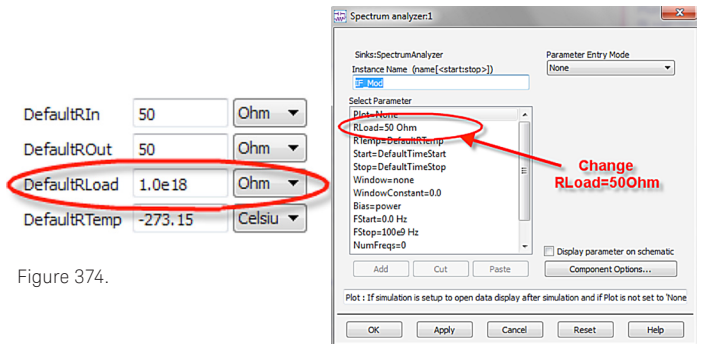 DefaultRIn 50 Ohm
DefaultROut 50 Ohm
DefaultRLoad 1.0e18 Ohm
DefaultRTemp -273.15 Celsiu
Figure 374.
Spectrum analyzer:1
Sinks:SpectrumAnalyzer
Instance Name (name[<start:stop>])
IF_Mod
Parameter Entry Mode
None
Select Parameter
Plot=None
RLoad=50 Ohm
RTemp=DefaultRTemp
Start=DefaultTimeStart
Stop=DefaultTimeStop
Window=none
WindowConstant=0.0
Bias=power
FStart=0.0 Hz
FStop=100e9 Hz
NumFreqs=0
Change
RLoad=50Ohm
Display parameter on schematic
Add Cut Paste Component Options...
Plot : If simulation is setup to open data display after simulation and if Plot is not set to 'None
OK Apply Cancel Reset Help